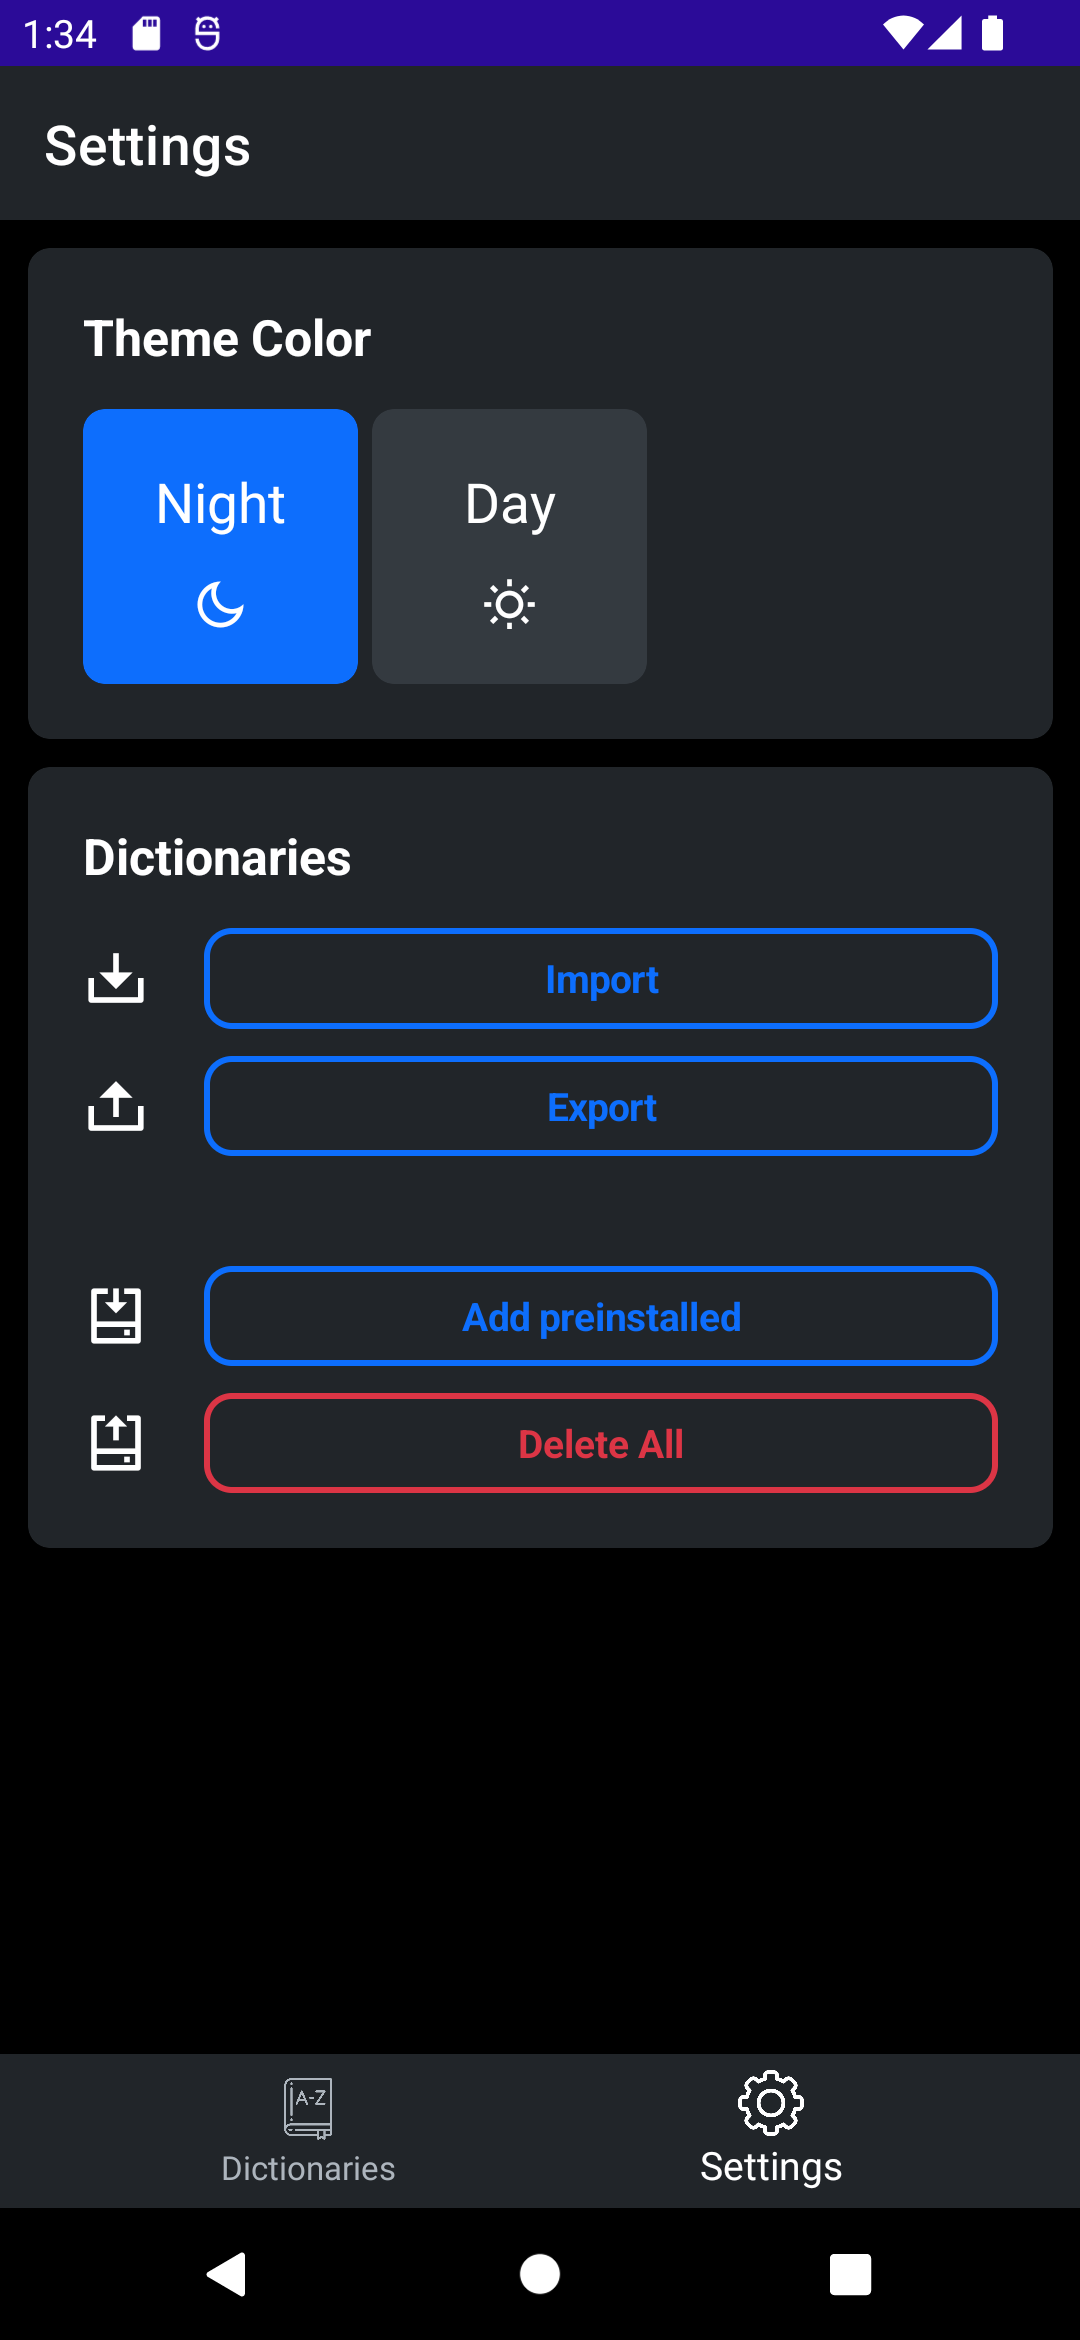 1:34
Settings
Theme Color
Night
Day
Dictionaries
Import
Export
Add preinstalled
Delete All
A-Z
Dictionaries
Settings